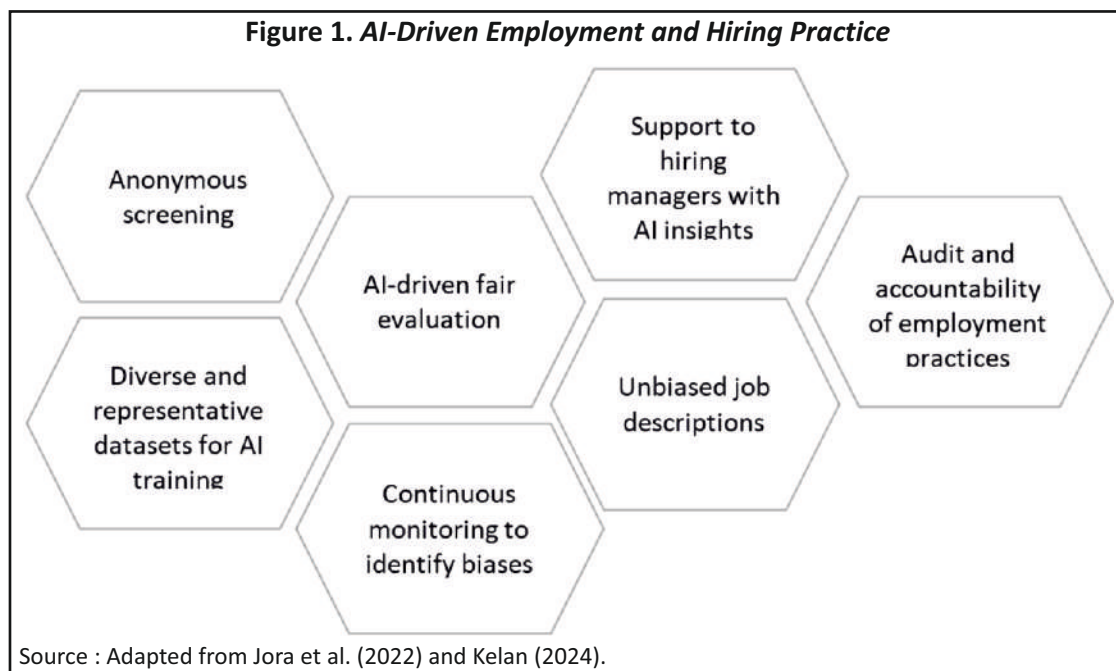 Figure 1. AI-Driven Employment and Hiring Practice
Anonymous
screening
Support to
hiring
managers with
AI insights
AI-driven fair
evaluation
Audit and
accountability
of employment
practices
Diverse and
representative
datasets for AI
training
Unbiased job
descriptions
Continuous
monitoring to
identify biases
Source : Adapted from Jora et al. (2022) and Kelan (2024).